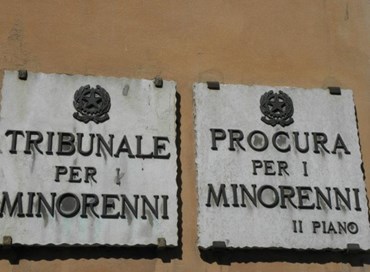 TRIBUNALE
PER I
MINORENNI
PROCURA
PER I
MINORENNI
II PIANO